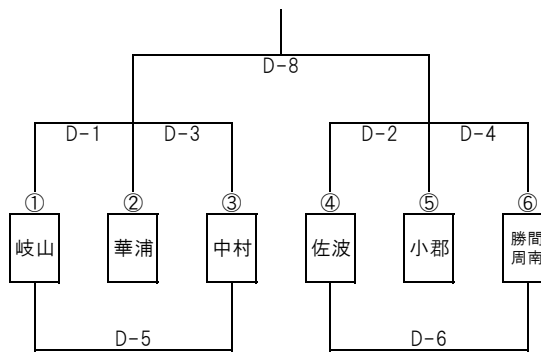 D-8
D-1 D-3 D-2 D-4
① ② ③ ④ ⑤ ⑥
岐山 華浦 中村 佐波 小郡 勝間
周南
D-5 D-6